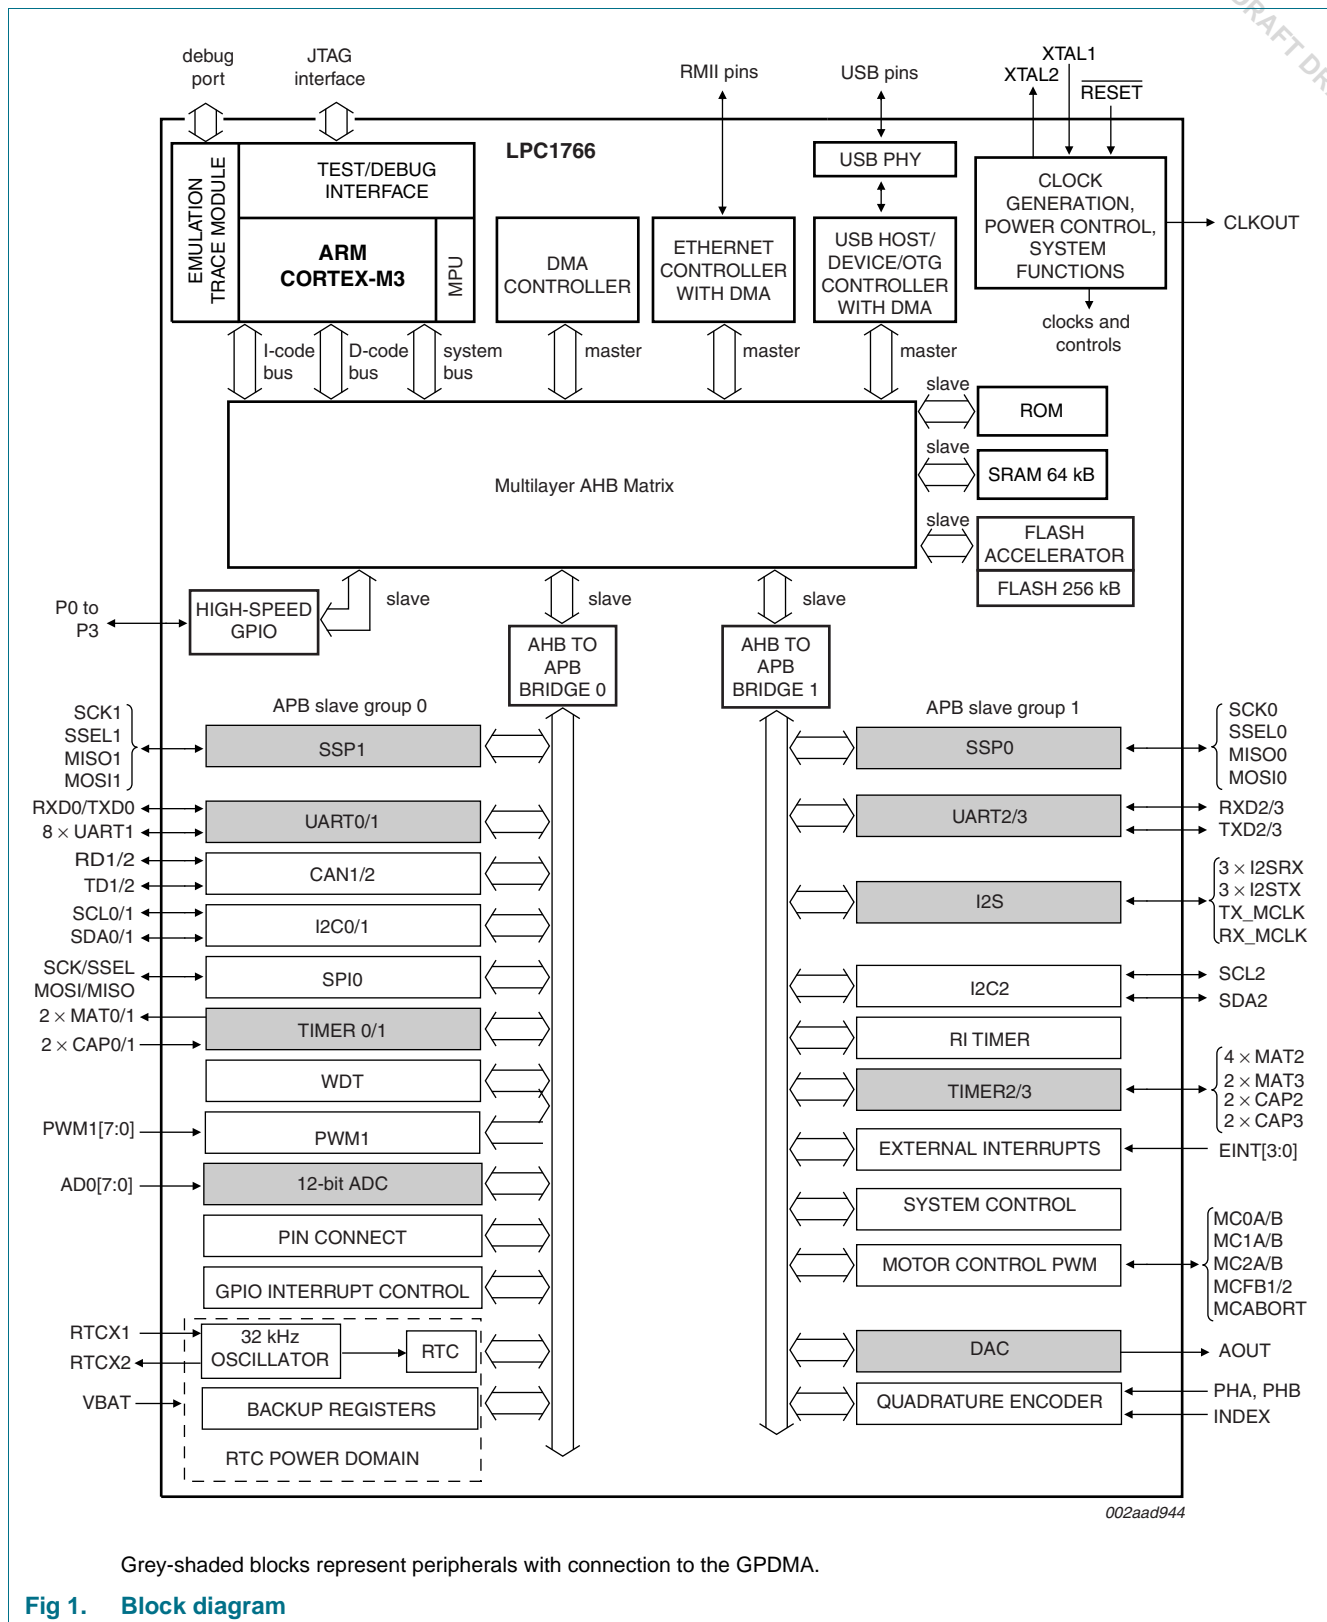 DRAFT DR
debug
port
JTAG
interface
RMII pins
USB pins
XTAL1
XTAL2
RESET
LPC1766
EMULATION
TRACE MODULE
TEST/DEBUG
INTERFACE
ARM
CORTEX-M3
MPU
DMA
CONTROLLER
ETHERNET
CONTROLLER
WITH DMA
USB PHY
USB HOST/
DEVICE/OTG
CONTROLLER
WITH DMA
CLOCK
GENERATION,
POWER CONTROL,
SYSTEM
FUNCTIONS
CLKOUT
clocks and
controls
I-code
bus
D-code
bus
system
bus
master
master
master
slave
ROM
slave
SRAM 64 kB
slave
FLASH
ACCELERATOR
FLASH 256 kB
Multilayer AHB Matrix
P0 to
P3
HIGH-SPEED
GPIO
slave
slave
slave
AHB TO
APB
BRIDGE 0
AHB TO
APB
BRIDGE 1
APB slave group 0
APB slave group 1
SCK1
SSEL1
MISO1
MOSI1
SSP1
RXD0/TXD0
8 × UART1
UART0/1
RD1/2
TD1/2
CAN1/2
SCL0/1
SDA0/1
I2C0/1
SCK/SSEL
MOSI/MISO
SPI0
2 × MAT0/1
2 × CAP0/1
TIMER 0/1
WDT
PWM1[7:0]
PWM1
AD0[7:0]
12-bit ADC
PIN CONNECT
GPIO INTERRUPT CONTROL
RTCX1
RTCX2
32 kHz
OSCILLATOR
RTC
VBAT
BACKUP REGISTERS
RTC POWER DOMAIN
SSP0
SCK0
SSEL0
MISO0
MOSI0
UART2/3
RXD2/3
TXD2/3
I2S
3 × I2SRX
3 × I2STX
TX_MCLK
RX_MCLK
I2C2
SCL2
SDA2
RI TIMER
TIMER2/3
4 × MAT2
2 × MAT3
2 × CAP2
2 × CAP3
EXTERNAL INTERRUPTS
EINT[3:0]
SYSTEM CONTROL
MOTOR CONTROL PWM
MC0A/B
MC1A/B
MC2A/B
MCFB1/2
MCABORT
DAC
AOUT
QUADRATURE ENCODER
PHA, PHB
INDEX
002aad944
Grey-shaded blocks represent peripherals with connection to the GPDMA.
Fig 1. Block diagram